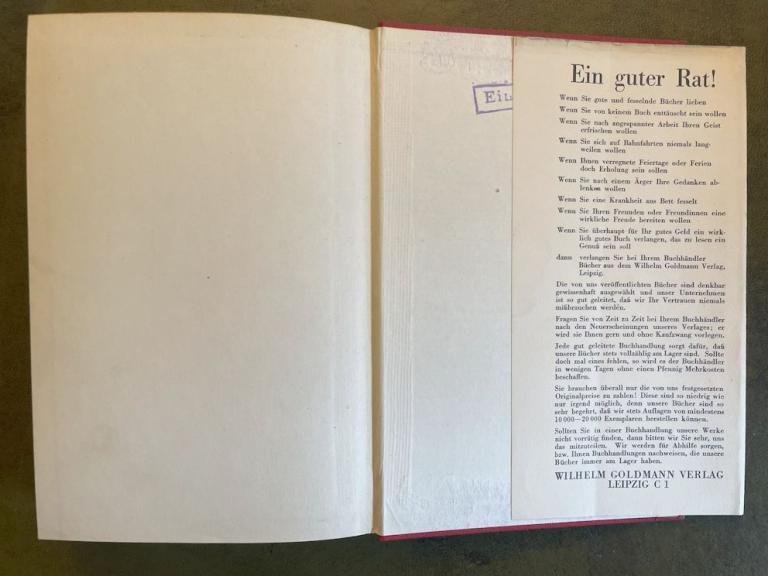 Ein guter Rat!
Wenn Sie gute und fesselnde Bücher lieben
Wenn Sie von keinem Buch enttäuscht sein wollen
Wenn Sie nach angespannter Arbeit Ihren Geist
erfrischen wollen
Wenn Sie sich auf Bahnfahrten niemals lang-
weilen wollen
Wenn Ihnen verregnete Feiertage oder Ferien
doch Erholung sein sollen
Wenn Sie nach einem Ärger Ihre Gedanken ab-
lenken wollen
Wenn Sie eine Krankheit ans Bett fesselt
Wenn Sie Ihren Freunden oder Freundinnen eine
wirkliche Freude bereiten wollen
Wenn Sie überhaupt für Ihr gutes Geld ein wirk-
lich gutes Buch verlangen, das zu lesen ein
Genuß sein soll
dann verlangen Sie bei Ihrem Buchhändler
Bücher aus dem Wilhelm Goldmann Verlag,
Leipzig.
Die von uns veröffentlichten Bücher sind denkbar
gewissenhaft ausgewählt und unser Unternehmen
ist so gut geleitet, daß wir Ihr Vertrauen niemals
mißbrauchen werden.
Fragen Sie von Zeit zu Zeit bei Ihrem Buchhändler
nach den Neuerscheinungen unseres Verlages; er
wird sie Ihnen gern und ohne Kaufzwang vorlegen.
Jede gut geleitete Buchhandlung sorgt dafür, daß
unsere Bücher stets vollzählig am Lager sind. Sollte
doch mal eines fehlen, so wird es der Buchhändler
in wenigen Tagen ohne einen Pfennig Mehrkosten
beschaffen.
Sie brauchen überall nur die von uns festgesetzten
Originalpreise zu zahlen! Diese sind so niedrig wie
nur irgend möglich, denn unsere Bücher sind so
sehr begehrt, daß wir stets Auflagen von mindestens
10 000—20 000 Exemplaren herstellen können.
Sollten Sie in einer Buchhandlung unsere Werke
nicht vorrätig finden, dann bitten wir Sie sehr, uns
das mitzuteilen. Wir werden für Abhilfe sorgen,
bzw. Ihnen Buchhandlungen nachweisen, die unsere
Bücher immer am Lager haben.
WILHELM GOLDMANN VERLAG
LEIPZIG C 1